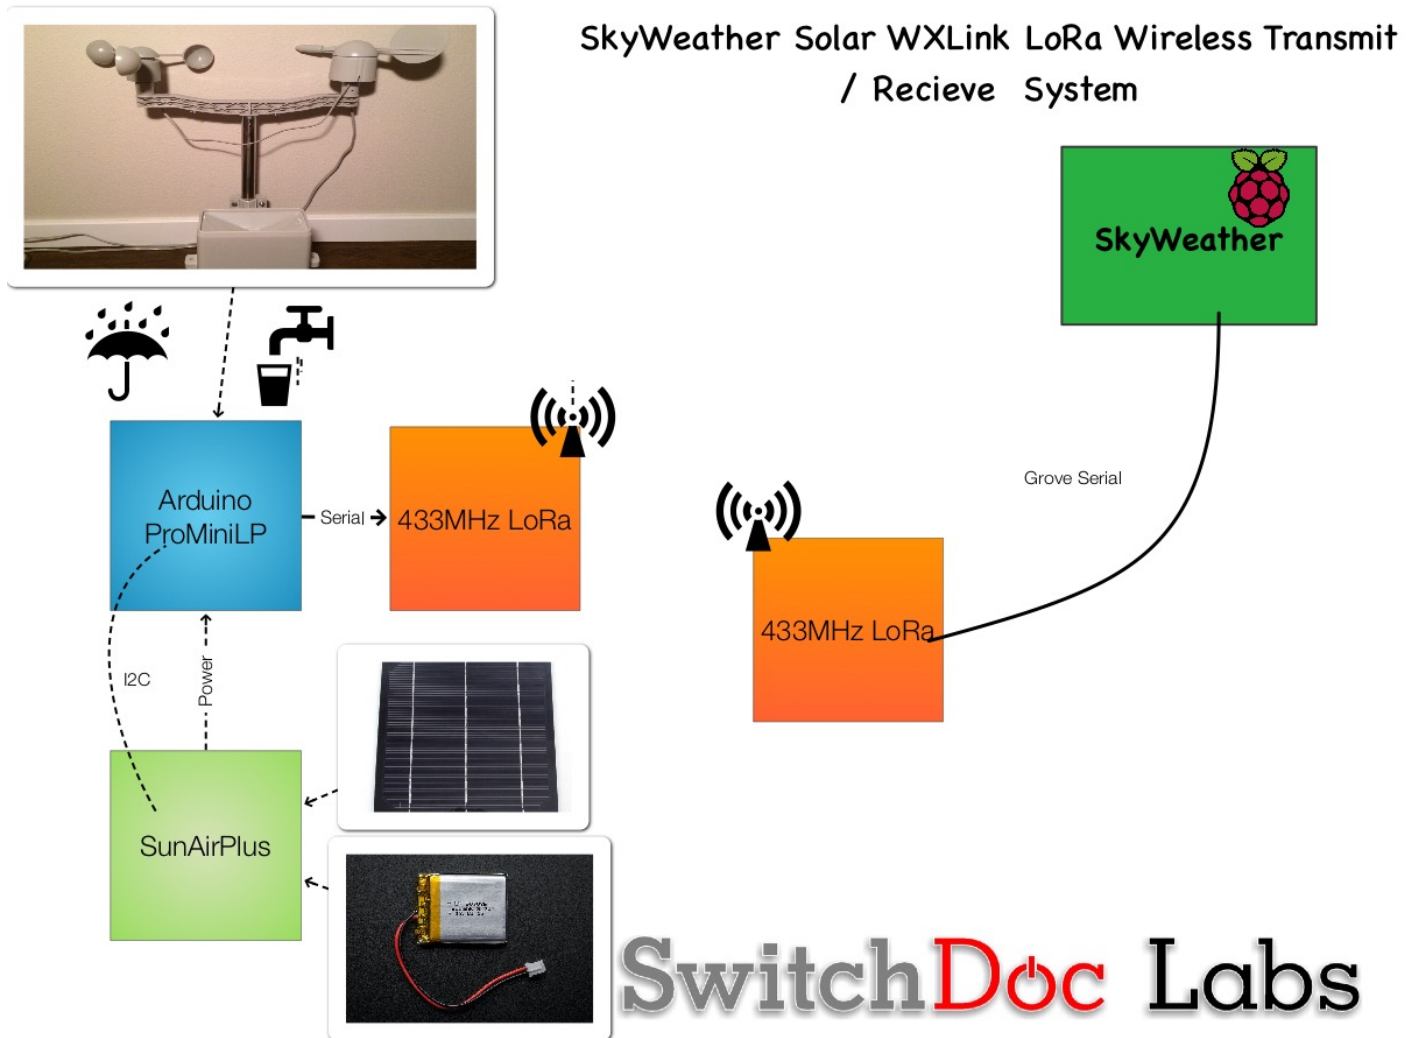 SkyWeather Solar WXLink LoRa Wireless Transmit
/ Recieve System
SkyWeather
Arduino
ProMiniLP
Serial
433MHz LoRa
Grove Serial
433MHz LoRa
I2C
Power
SunAirPlus
SwitchDoc Labs